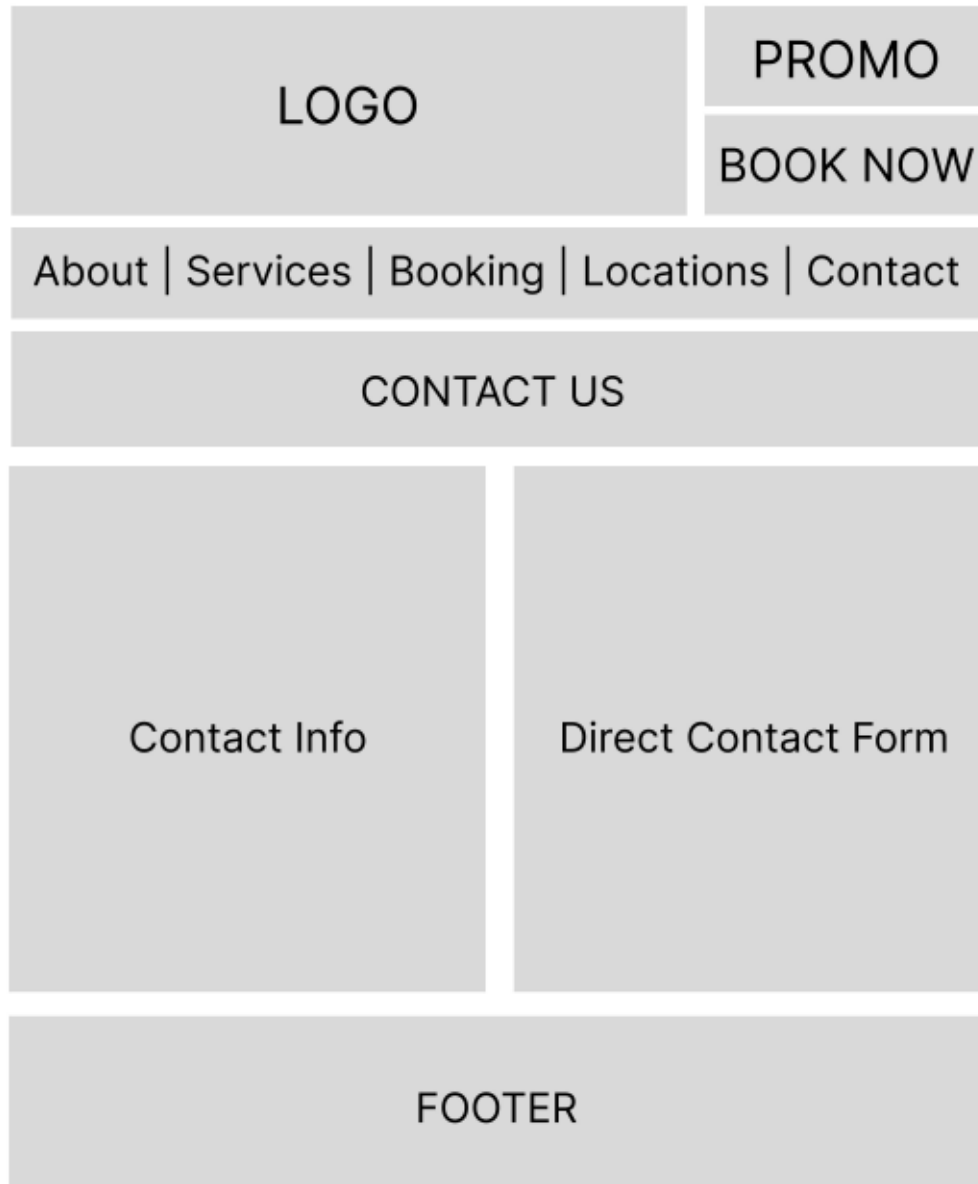 LOGO
PROMO
BOOK NOW
About | Services | Booking | Locations | Contact
CONTACT US
Contact Info
Direct Contact Form
FOOTER